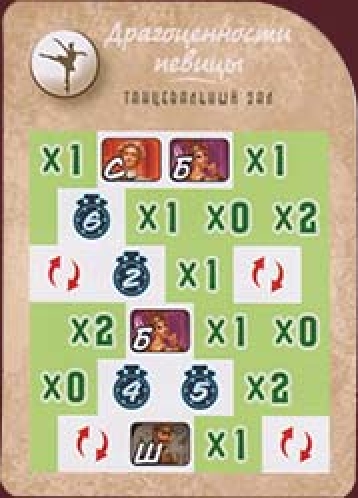 Драгоценности
певицы
ТАНЦЕВАЛЬНЫЙ ЗАЛ
X1 С Б X1
6 X1 X0 X2
2 X1
X2 Б X1 X0
X0 4 5 X2
Ш X1